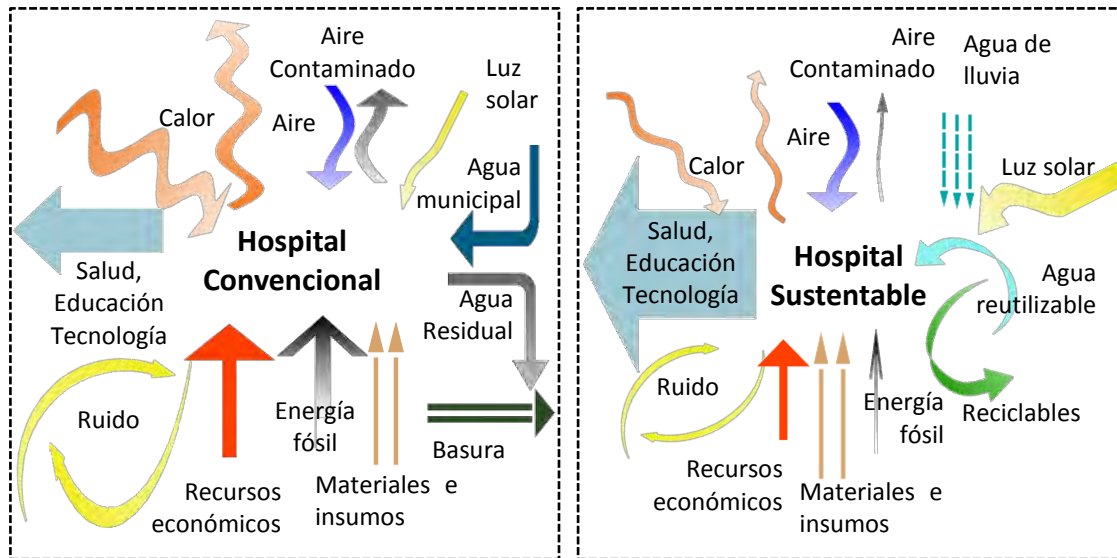 Aire
Contaminado
Luz
solar
Calor
Aire
Agua
municipal
Hospital
Convencional
Salud,
Educación
Tecnología
Agua
Residual
Ruido
Energía
fósil
Basura
Recursos
económicos
Materiales e
insumos
Aire
Contaminado
Agua de
lluvia
Calor
Aire
Luz solar
Salud,
Educación
Tecnología
Hospital
Sustentable
Agua
reutilizable
Ruido
Energía
fósil
Reciclables
Recursos
económicos
Materiales e
insumos